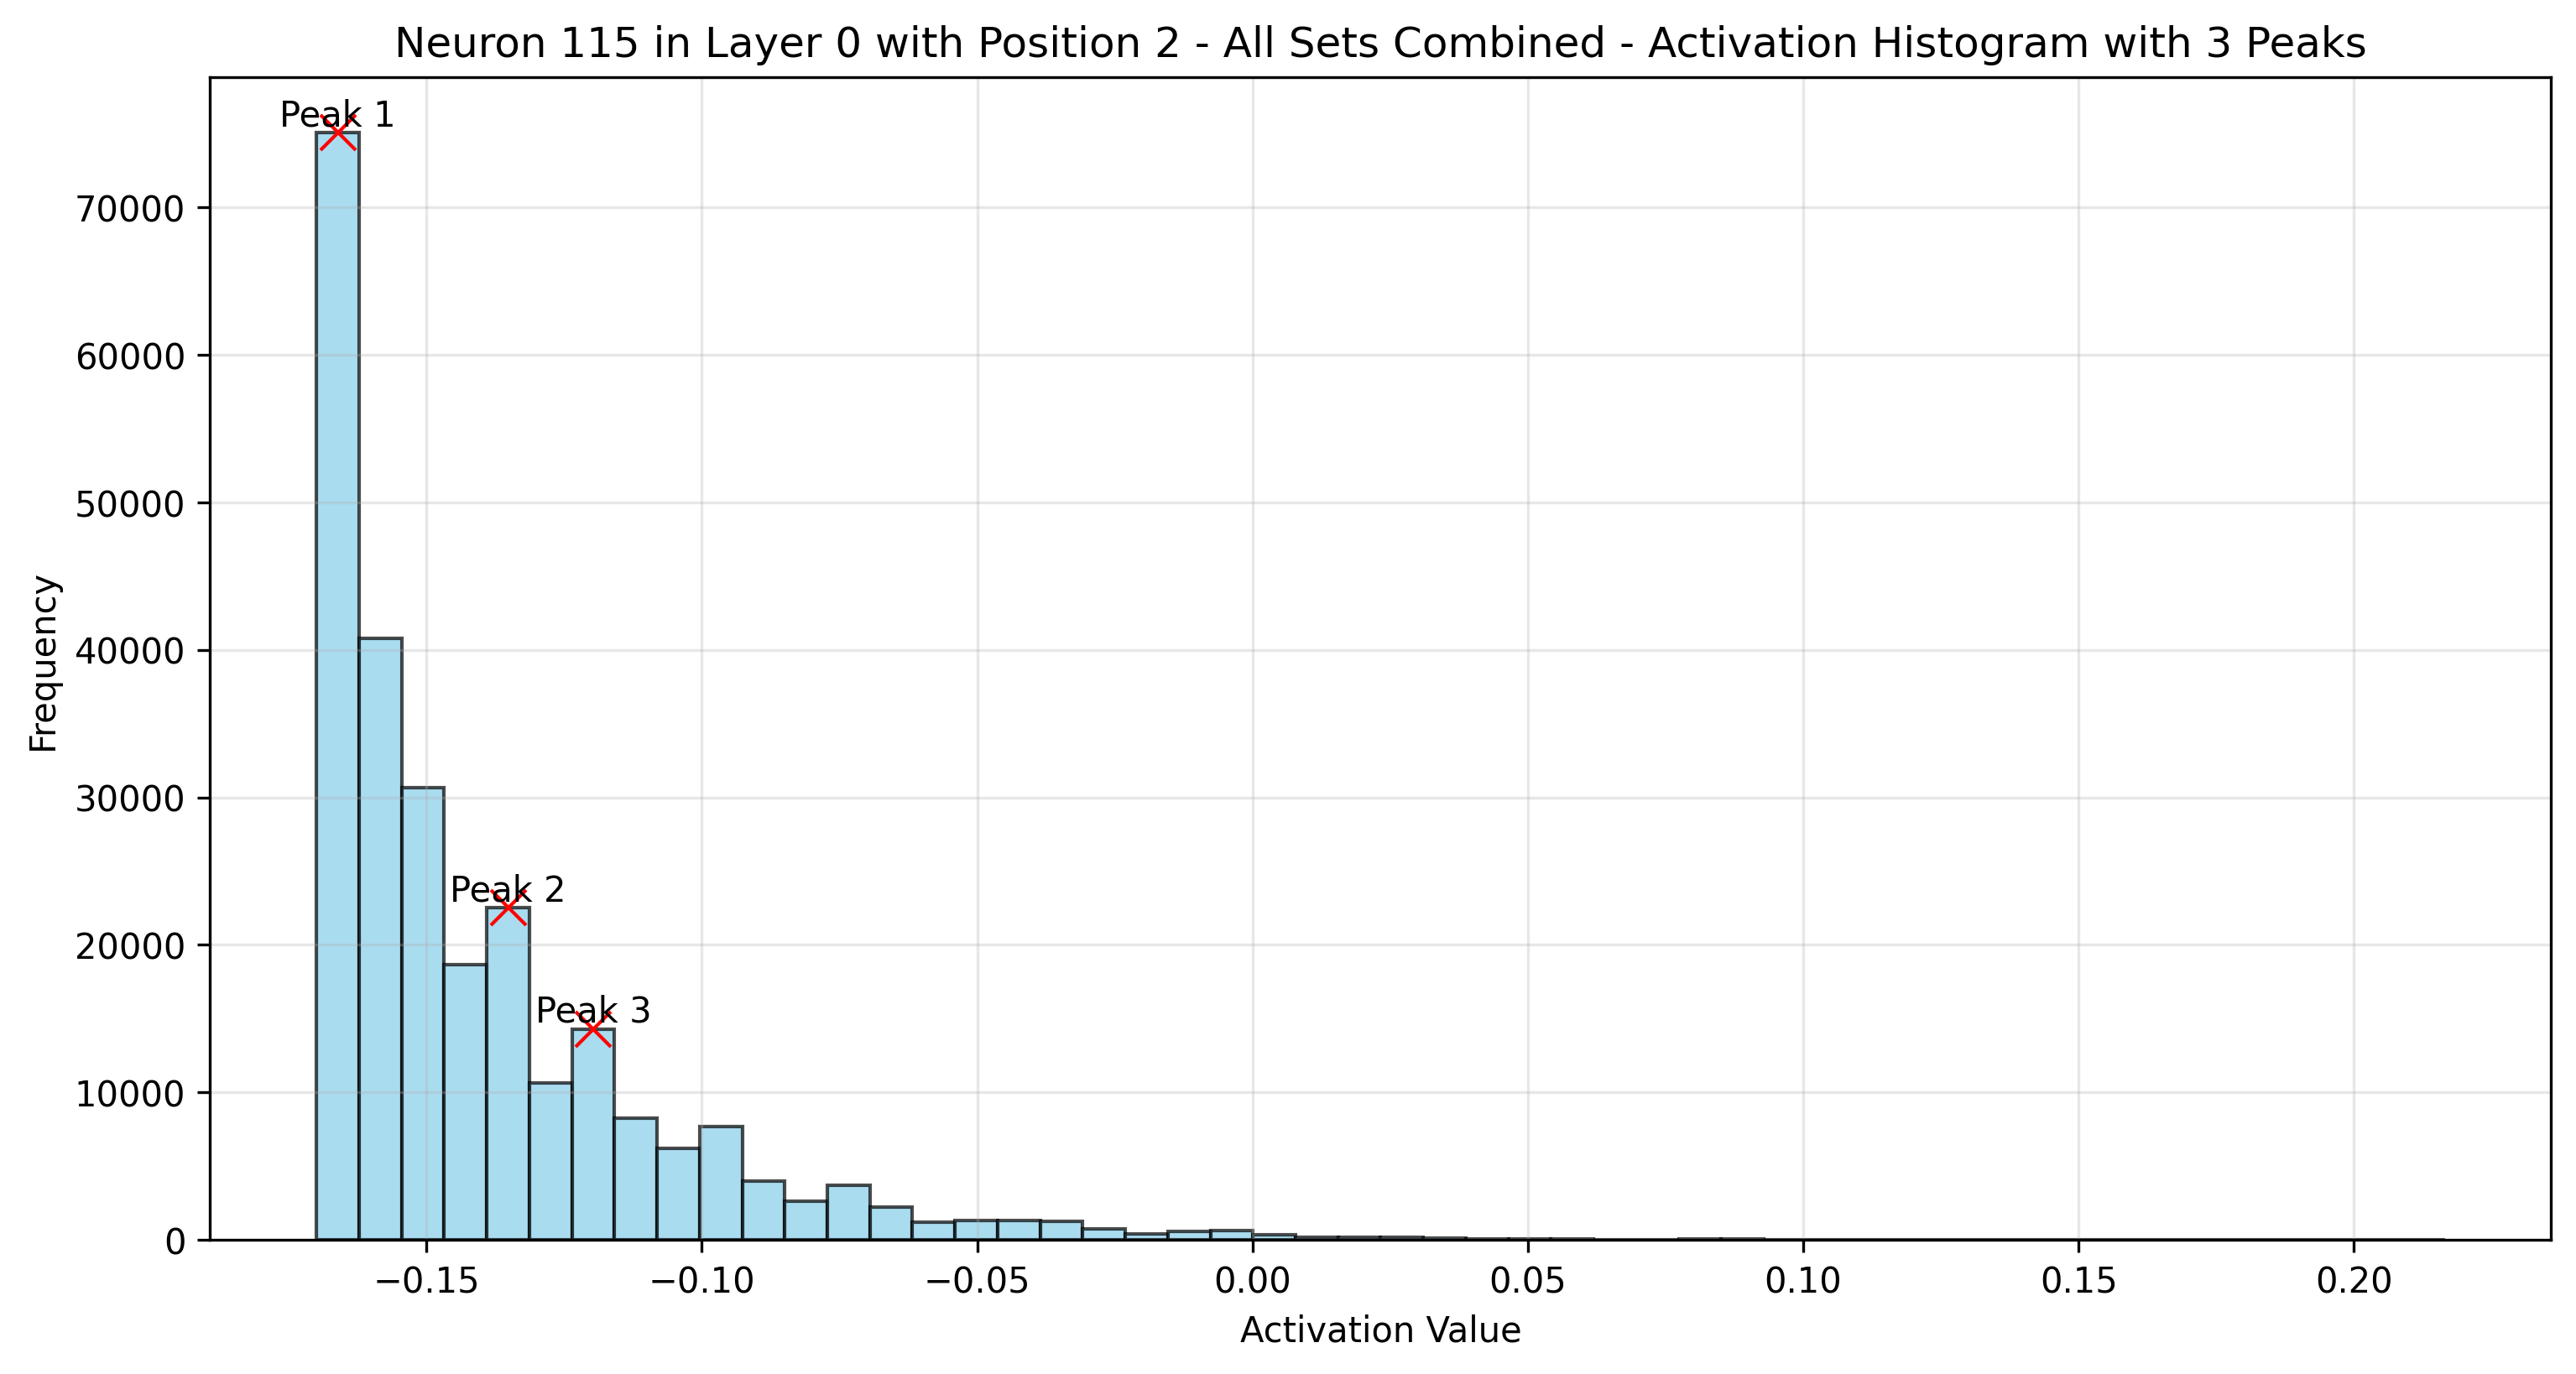 Neuron 115 in Layer 0 with Position 2 - All Sets Combined - Activation Histogram with 3 Peaks
Peak 1
70000
60000
50000
40000
30000
Peak 2
20000
Peak 3
10000
0
Frequency
−0.15 −0.10 −0.05 0.00 0.05 0.10 0.15 0.20
Activation Value